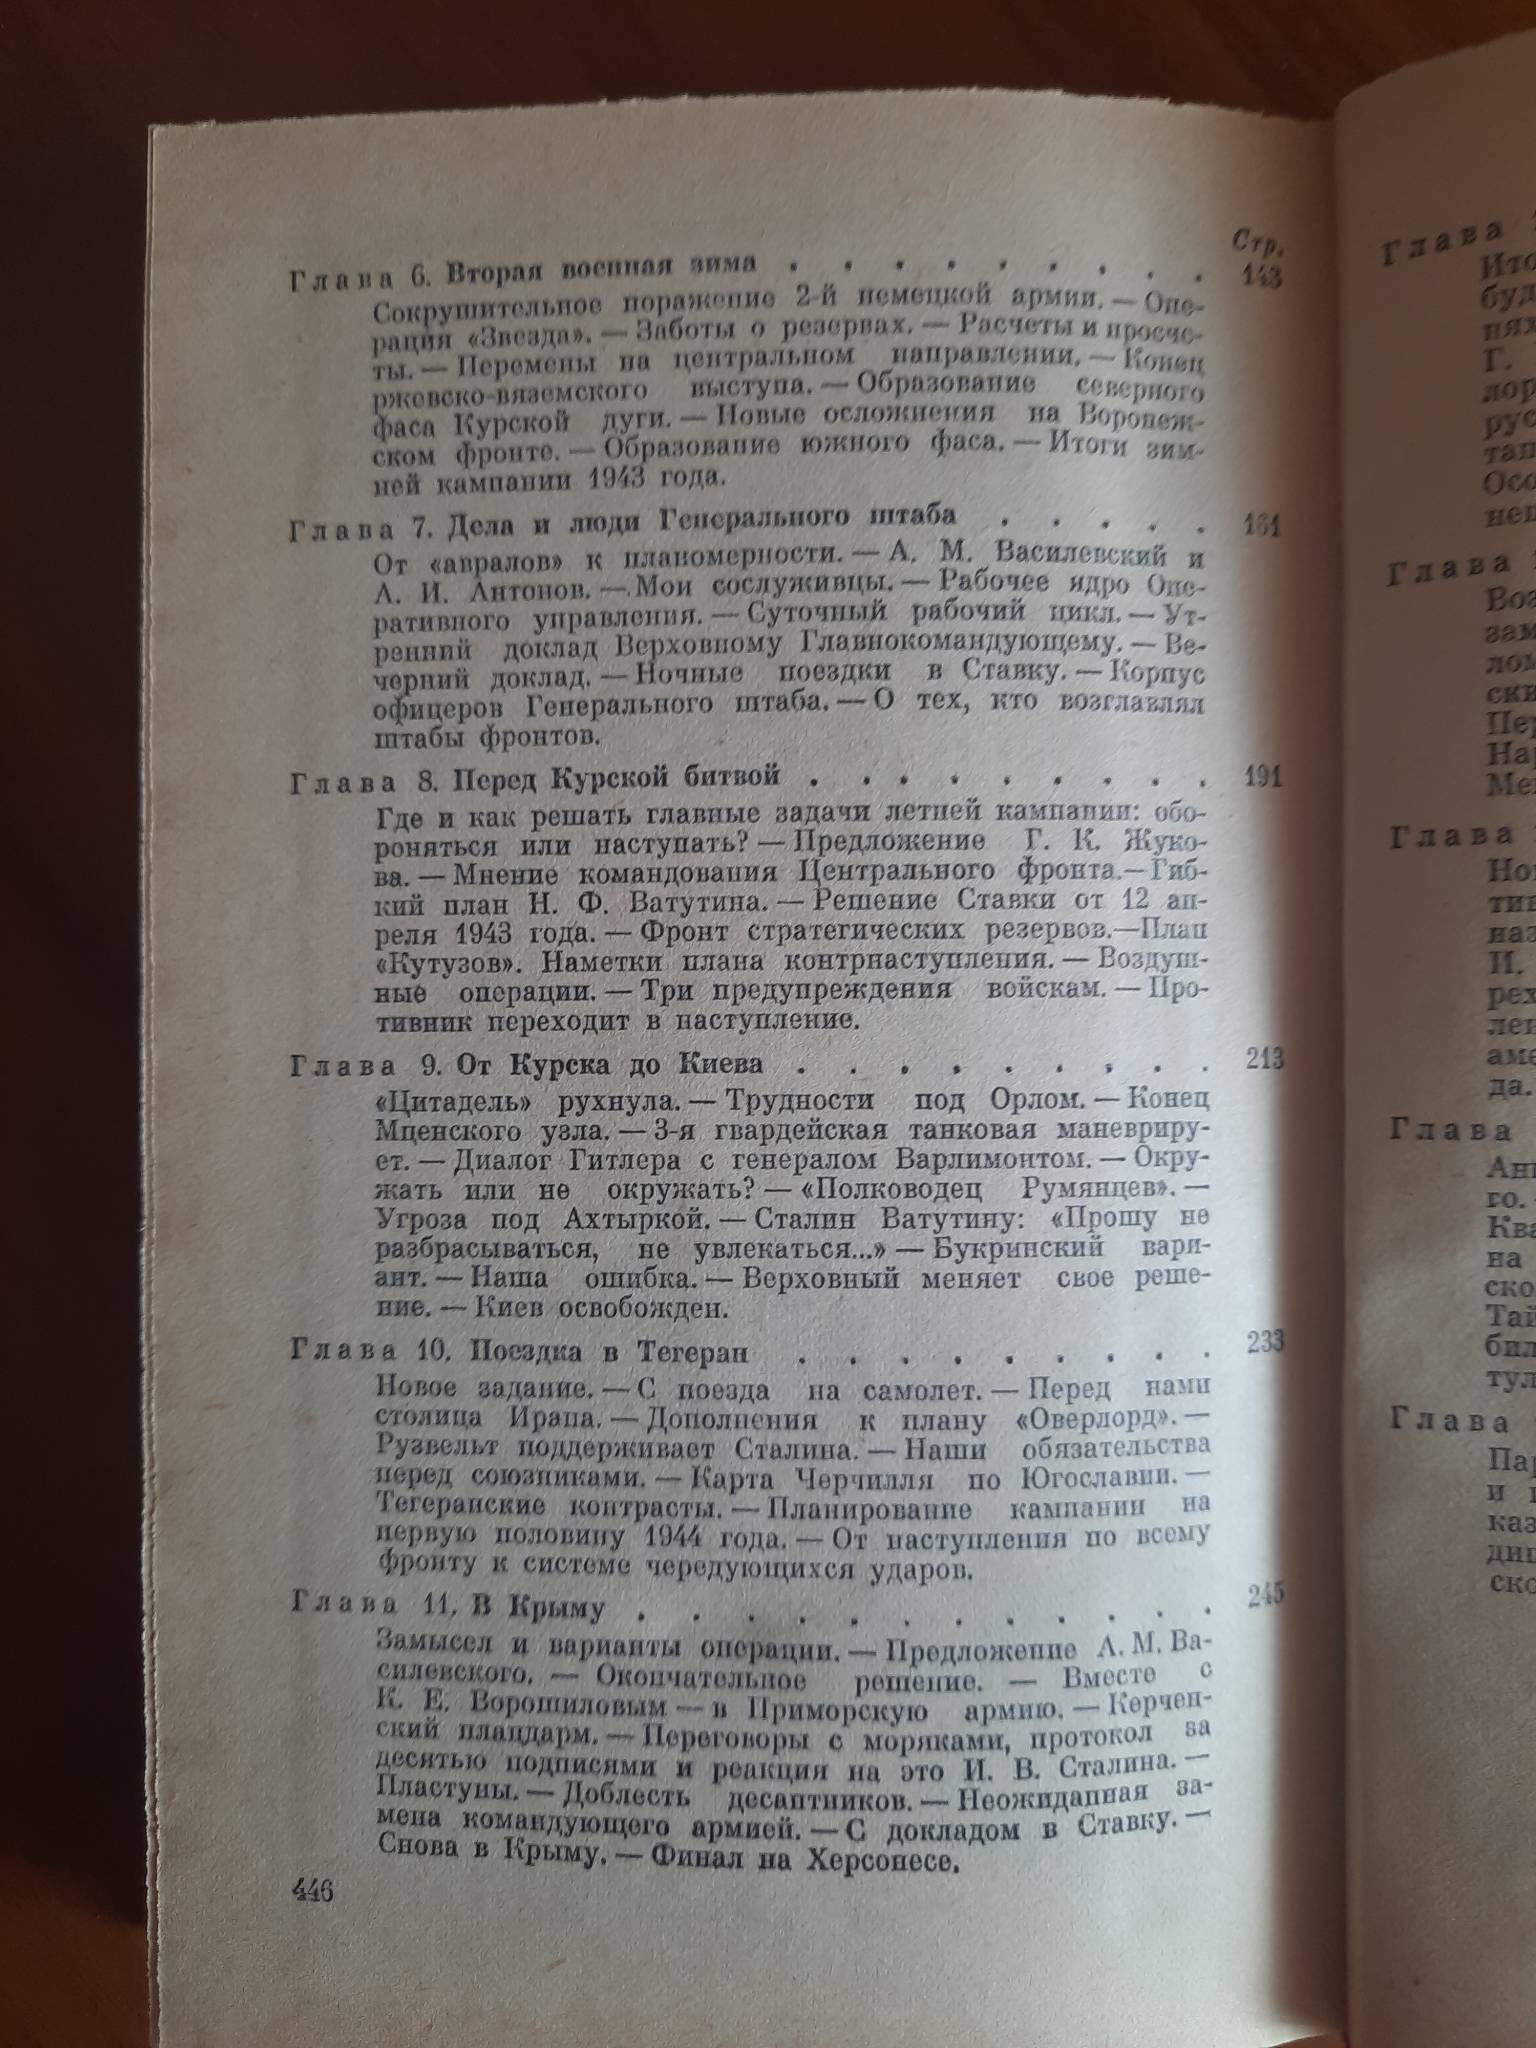 Стр.
Глава 6. Вторая военная зима . . . . . . . . . 143
Сокрушительное поражение 2-й немецкой армии. — Опе-
рация «Звезда». — Заботы о резервах. — Расчеты и просче-
ты. — Перемены на центральном направлении. — Конец
ржевско-вяземского выступа. — Образование северного
фаса Курской дуги. — Новые осложнения на Воронеж-
ском фронте. — Образование южного фаса. — Итоги зим-
ней кампании 1943 года.
Глава 7. Дела и люди Генерального штаба . . . . . 161
От «авралов» к планомерности. — А. М. Василевский и
А. И. Антонов. — Мои сослуживцы. — Рабочее ядро Опе-
ративного управления. — Суточный рабочий цикл. — Ут-
ренний доклад Верховному Главнокомандующему. — Ве-
черний доклад. — Ночные поездки в Ставку. — Корпус
офицеров Генерального штаба. — О тех, кто возглавлял
штабы фронтов.
Глава 8. Перед Курской битвой . . . . . . . . . 191
Где и как решать главные задачи летней кампании: обо-
роняться или наступать? — Предложение Г. К. Жуко-
ва. — Мнение командования Центрального фронта. — Гиб-
кий план Н. Ф. Ватутина. — Решение Ставки от 12 ап-
реля 1943 года. — Фронт стратегических резервов. — План
«Кутузов». Наметки плана контрнаступления. — Воздуш-
ные операции. — Три предупреждения войскам. — Про-
тивник переходит в наступление.
Глава 9. От Курска до Киева . . . . . . . . . 213
«Цитадель» рухнула. — Трудности под Орлом. — Конец
Мценского узла. — 3-я гвардейская танковая маневриру-
ет. — Диалог Гитлера с генералом Варлимонтом. — Окру-
жать или не окружать? — «Полководец Румянцев». —
Угроза под Ахтыркой. — Сталин Ватутину: «Прошу не
разбрасываться, не увлекаться...» — Букринский вари-
ант. — Наша ошибка. — Верховный меняет свое реше-
ние. — Киев освобожден.
Глава 10. Поездка в Тегеран . . . . . . . . . 233
Новое задание. — С поезда на самолет. — Перед нами
столица Ирана. — Дополнения к плану «Оверлорд». —
Рузвельт поддерживает Сталина. — Наши обязательства
перед союзниками. — Карта Черчилля по Югославии. —
Тегеранские контрасты. — Планирование кампании на
первую половину 1944 года. — От наступления по всему
фронту к системе чередующихся ударов.
Глава 11. В Крыму . . . . . . . . . . . . 245
Замысел и варианты операции. — Предложение А. М. Ва-
силевского. — Окончательное решение. — Вместе с
К. Е. Ворошиловым — в Приморскую армию. — Керчен-
ский плацдарм. — Переговоры с моряками, протокол за
десятью подписями и реакция на это И. В. Сталина. —
Пластуны. — Доблесть десантников. — Неожиданная за-
мена командующего армией. — С докладом в Ставку. —
Снова в Крыму. — Финал на Херсонесе.
446
Глава
Глава
Глава
Глава
Глава